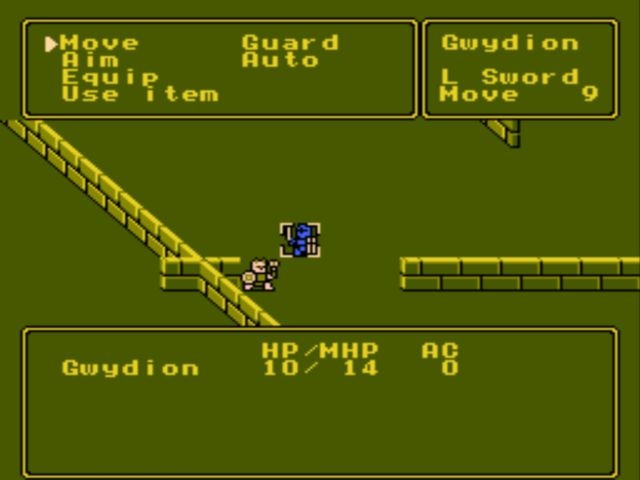 Move Guard
Aim Auto
Equip
Use item
Gwydion
L Sword
Move 9
HP/MHP AC
Gwydion 10/ 14 0